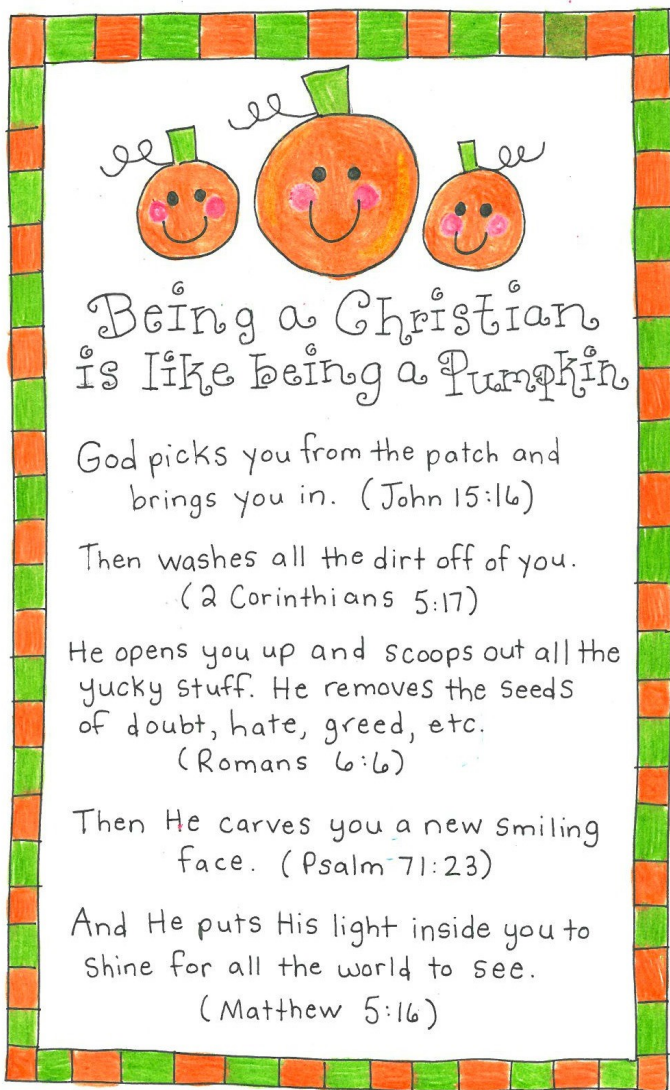 Being a Christian
is like being a Pumpkin
God picks you from the patch and
brings you in. (John 15:16)
Then washes all the dirt off of you.
(2 Corinthians 5:17)
He opens you up and scoops out all the
yucky stuff. He removes the seeds
of doubt, hate, greed, etc.
(Romans 6:6)
Then He carves you a new smiling
face. (Psalm 71:23)
And He puts His light inside you to
shine for all the world to see.
(Matthew 5:16)